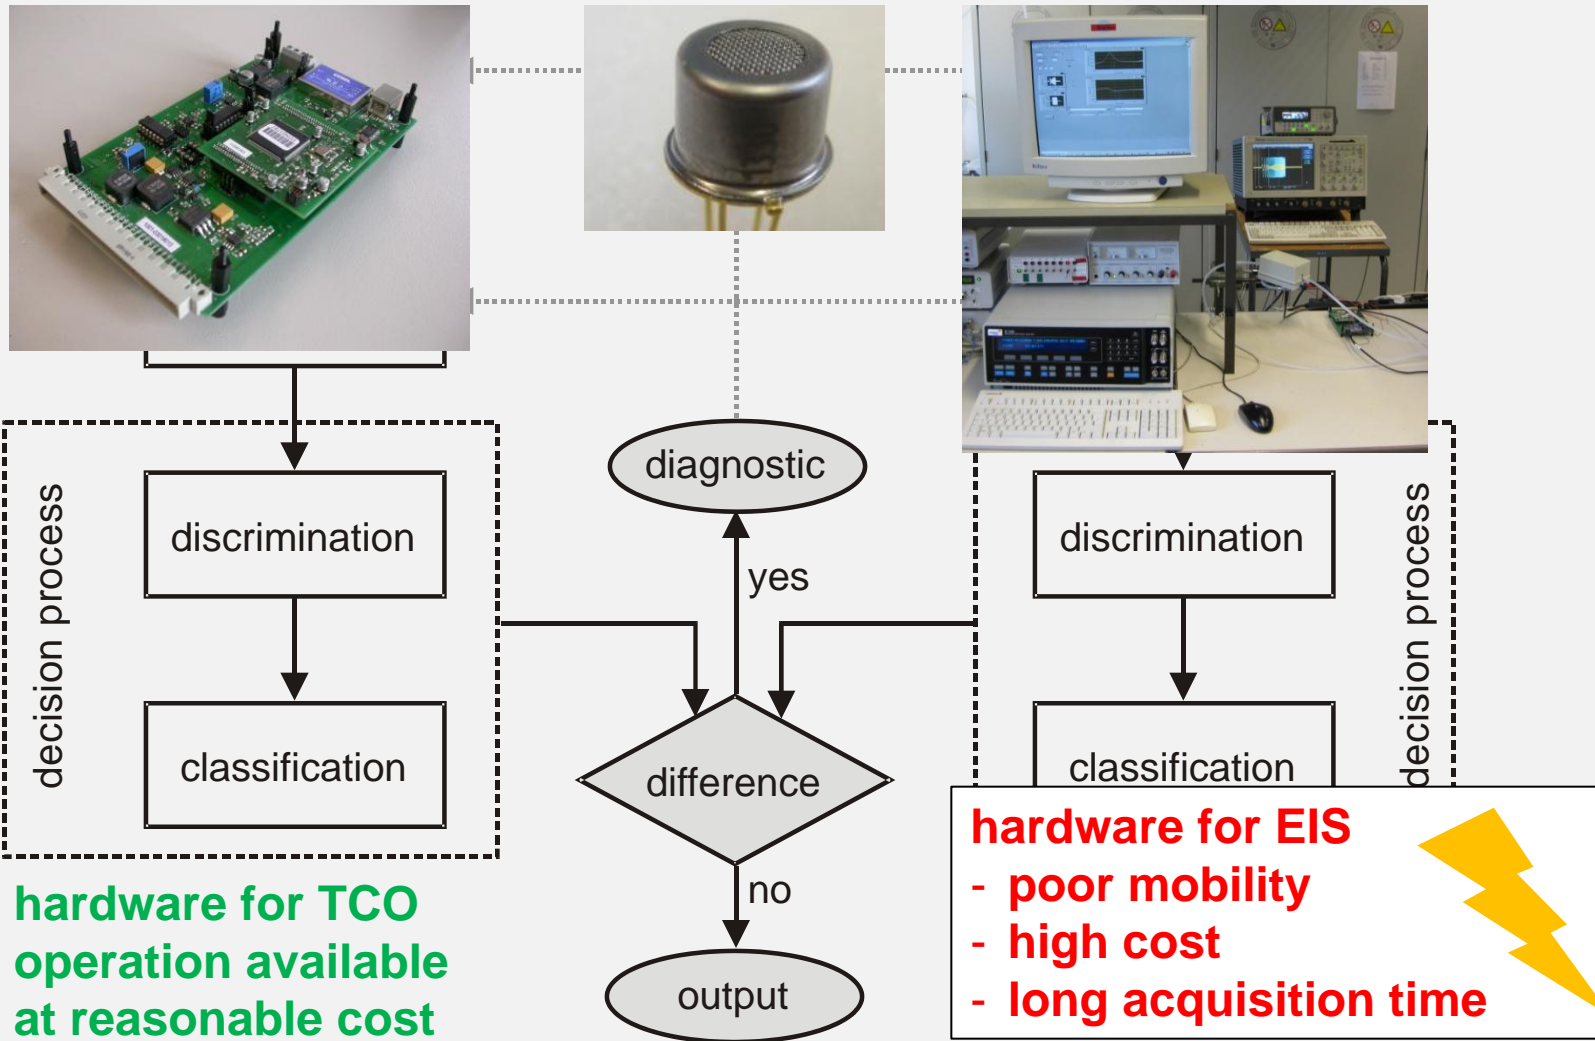 diagnostic
decision process
discrimination
discrimination
decision process
yes
classification
difference
classification
hardware for TCO
operation available
at reasonable cost
no
output
hardware for EIS
- poor mobility
- high cost
- long acquisition time